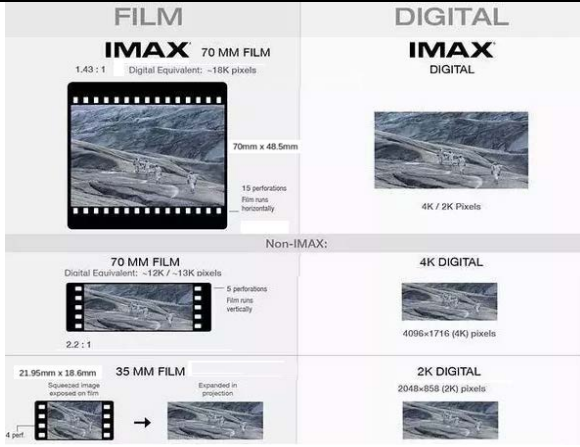 FILM
DIGITAL
IMAX 70 MM FILM
1.43 : 1 Digital Equivalent: ~18K pixels
70mm x 48.5mm
15 perforations
Film runs
horizontally
IMAX
DIGITAL
4K / 2K Pixels
Non-IMAX:
70 MM FILM
Digital Equivalent: ~12K / ~13K pixels
5 perforations
Film runs
vertically
2.2 : 1
4K DIGITAL
4096×1716 (4K) pixels
21.95mm x 18.6mm 35 MM FILM
Squeezed image
exposed on film
Expanded in
projection
4 perf.
2K DIGITAL
2048×858 (2K) pixels